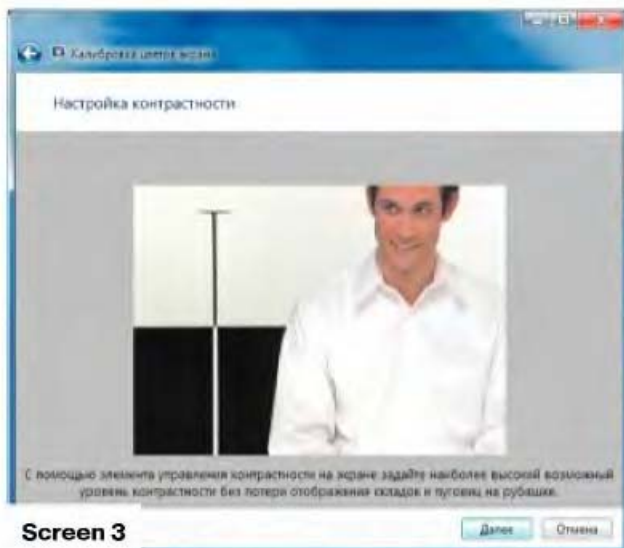 Калибровка цветов экрана
Настройка контрастности
С помощью элемента управления контрастности на экране задайте наиболее высокий возможный
уровень контрастности без потери отображения складок и пуговиц на рубашке.
Screen 3
Далее
Отмена